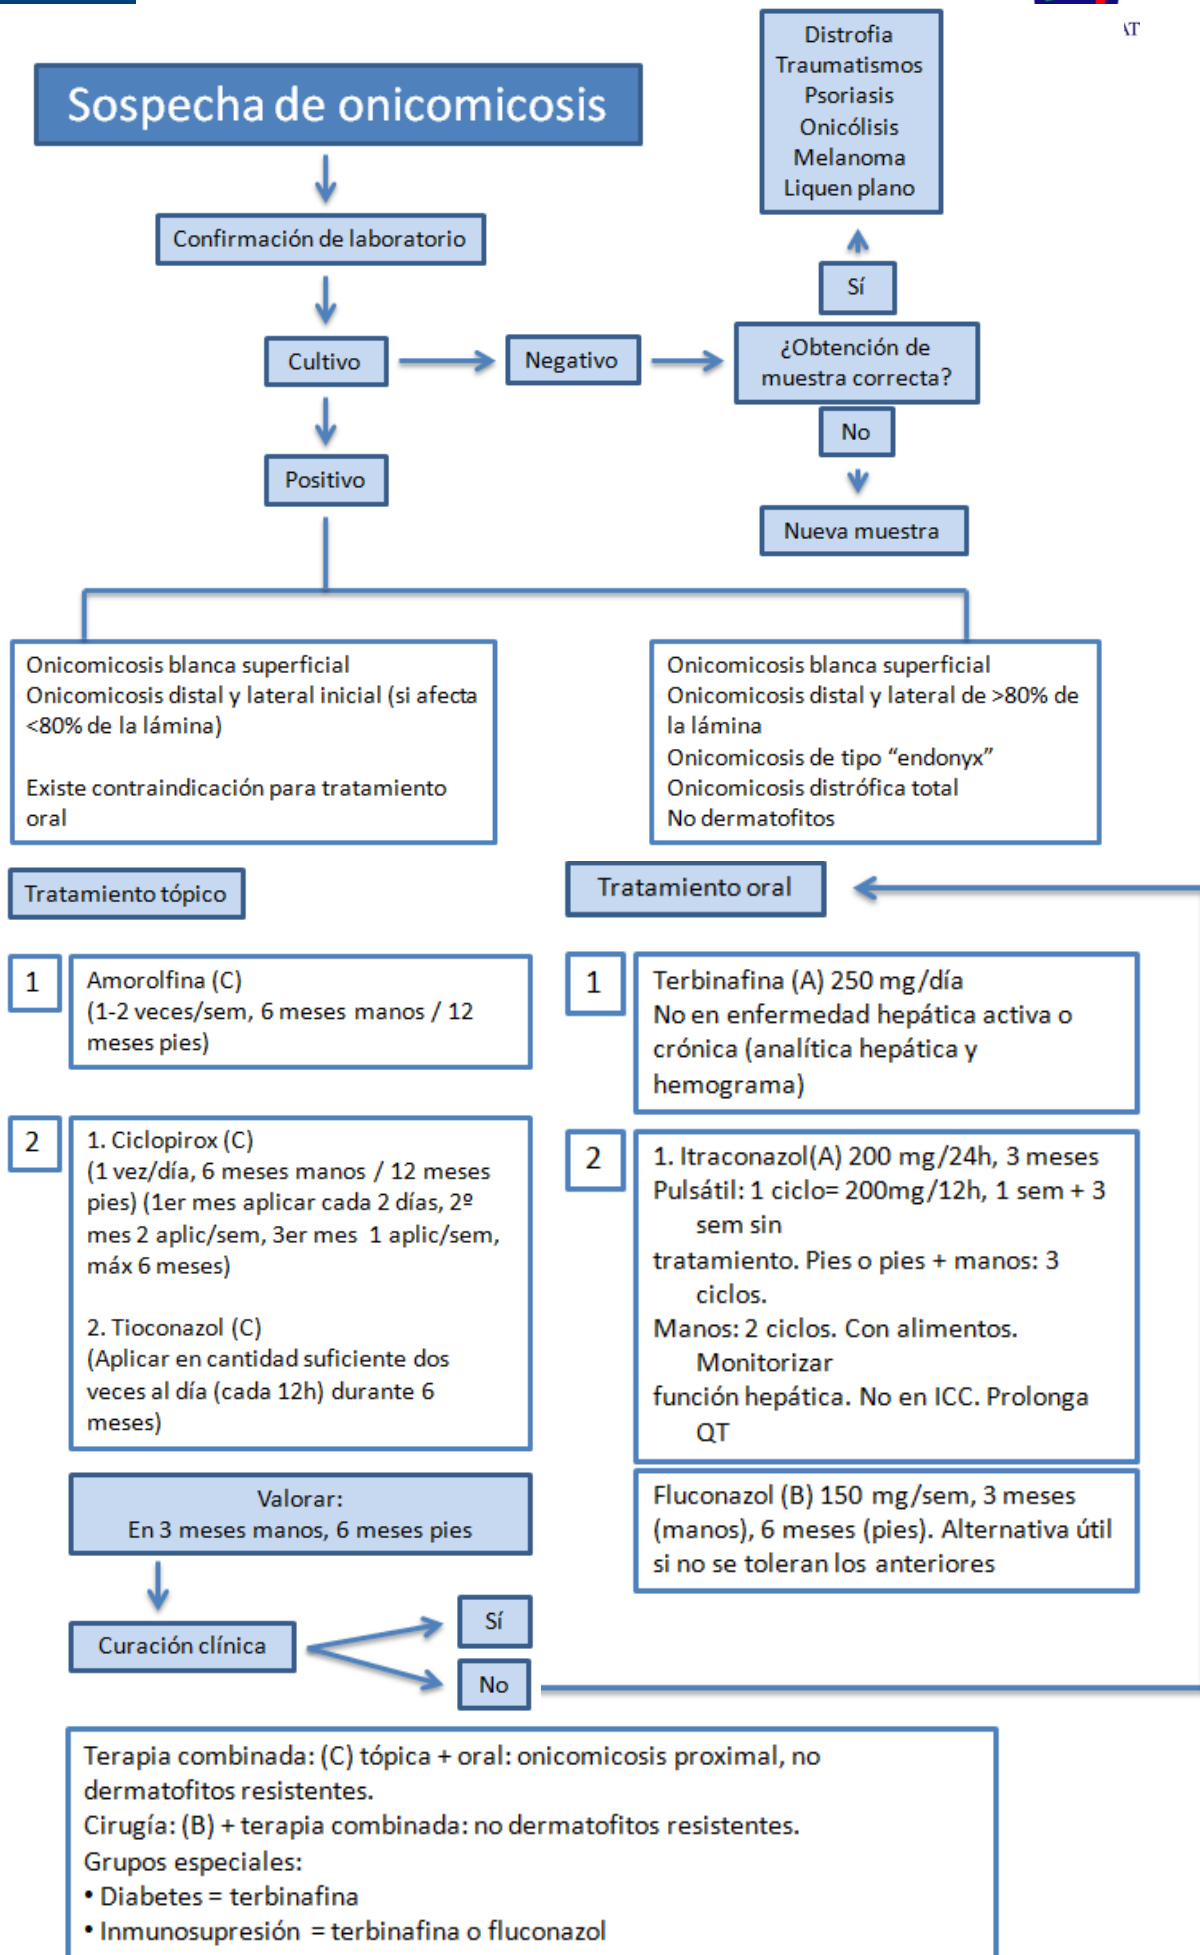 AT
Distrofia
Traumatismos
Psoriasis
Onicólisis
Melanoma
Liquen plano
Sospecha de onicomicosis
Confirmación de laboratorio
Sí
Cultivo
Negativo
¿Obtención de
muestra correcta?
No
Positivo
Nueva muestra
Onicomicosis blanca superficial
Onicomicosis distal y lateral inicial (si afecta
<80% de la lámina)
Existe contraindicación para tratamiento
oral
Onicomicosis blanca superficial
Onicomicosis distal y lateral de >80% de
la lámina
Onicomicosis de tipo “endonyx”
Onicomicosis distrófica total
No dermatofitos
Tratamiento tópico
1
Amorolfina (C)
(1-2 veces/sem, 6 meses manos / 12
meses pies)
2
1. Ciclopirox (C)
(1 vez/día, 6 meses manos / 12 meses
pies) (1er mes aplicar cada 2 días, 2º
mes 2 aplic/sem, 3er mes 1 aplic/sem,
máx 6 meses)
2. Tioconazol (C)
(Aplicar en cantidad suficiente dos
veces al día (cada 12h) durante 6
meses)
Valorar:
En 3 meses manos, 6 meses pies
Curación clínica
Sí
No
Tratamiento oral
1
Terbinafina (A) 250 mg/día
No en enfermedad hepática activa o
crónica (analítica hepática y
hemograma)
2
1. Itraconazol(A) 200 mg/24h, 3 meses
Pulsátil: 1 ciclo= 200mg/12h, 1 sem + 3
sem sin
tratamiento. Pies o pies + manos: 3
ciclos.
Manos: 2 ciclos. Con alimentos.
Monitorizar
función hepática. No en ICC. Prolonga
QT
Fluconazol (B) 150 mg/sem, 3 meses
(manos), 6 meses (pies). Alternativa útil
si no se toleran los anteriores
Terapia combinada: (C) tópica + oral: onicomicosis proximal, no
dermatofitos resistentes.
Cirugía: (B) + terapia combinada: no dermatofitos resistentes.
Grupos especiales:
• Diabetes = terbinafina
• Inmunosupresión = terbinafina o fluconazol